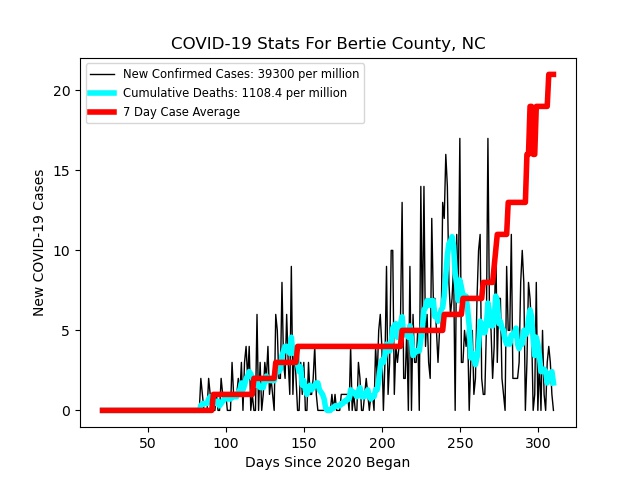 COVID-19 Stats For Bertie County, NC
New Confirmed Cases: 39300 per million
Cumulative Deaths: 1108.4 per million
7 Day Case Average
New COVID-19 Cases
20
15
10
5
0
50 100 150 200 250 300
Days Since 2020 Began